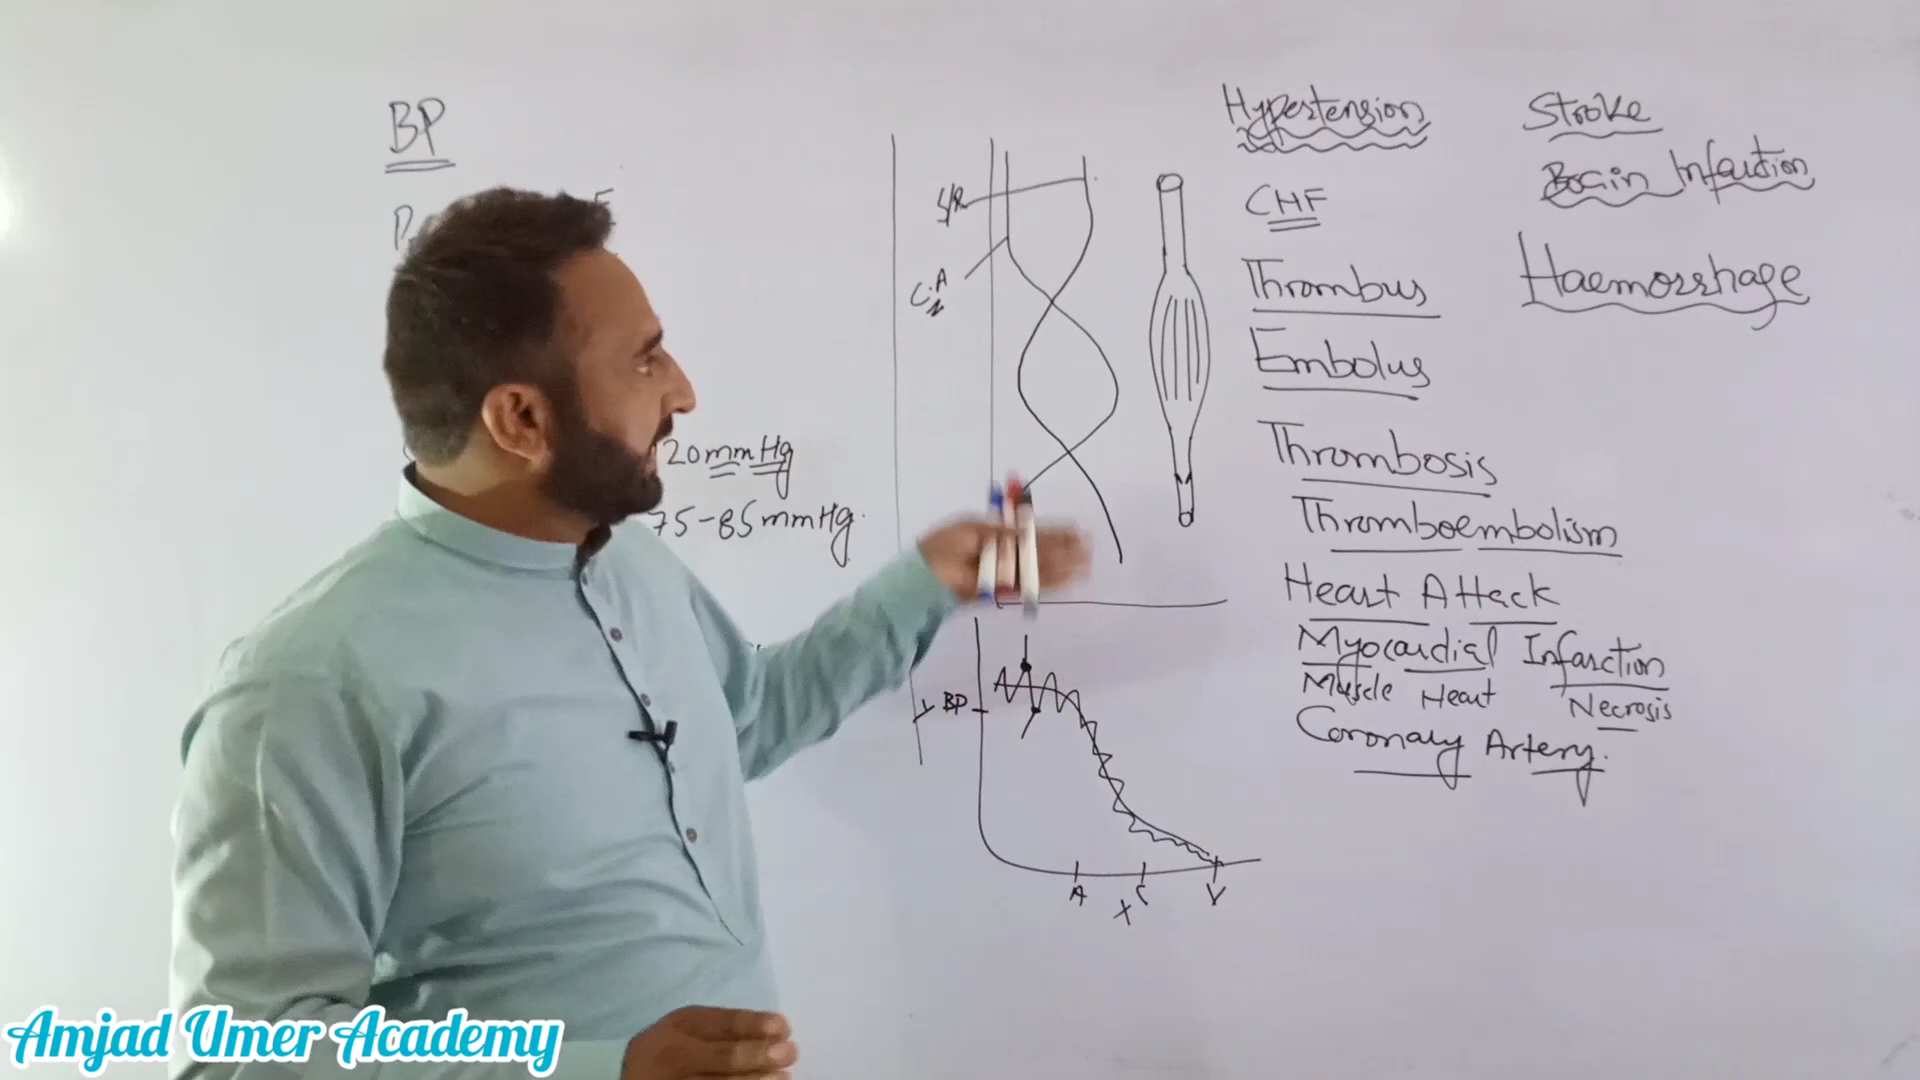 BP
120mmHg
75-85mmHg.
S/R
C.A
BP
Y
A
C
V
X
Hypertension
CHF
Thrombus
Embolus
Thrombosis
Thromboembolism
Heart Attack
Myocardial Infarction
Muscle Heart Necrosis
Coronary Artery.
Stroke
Brain Infarction
Haemorrhage
Amjad Umer Academy